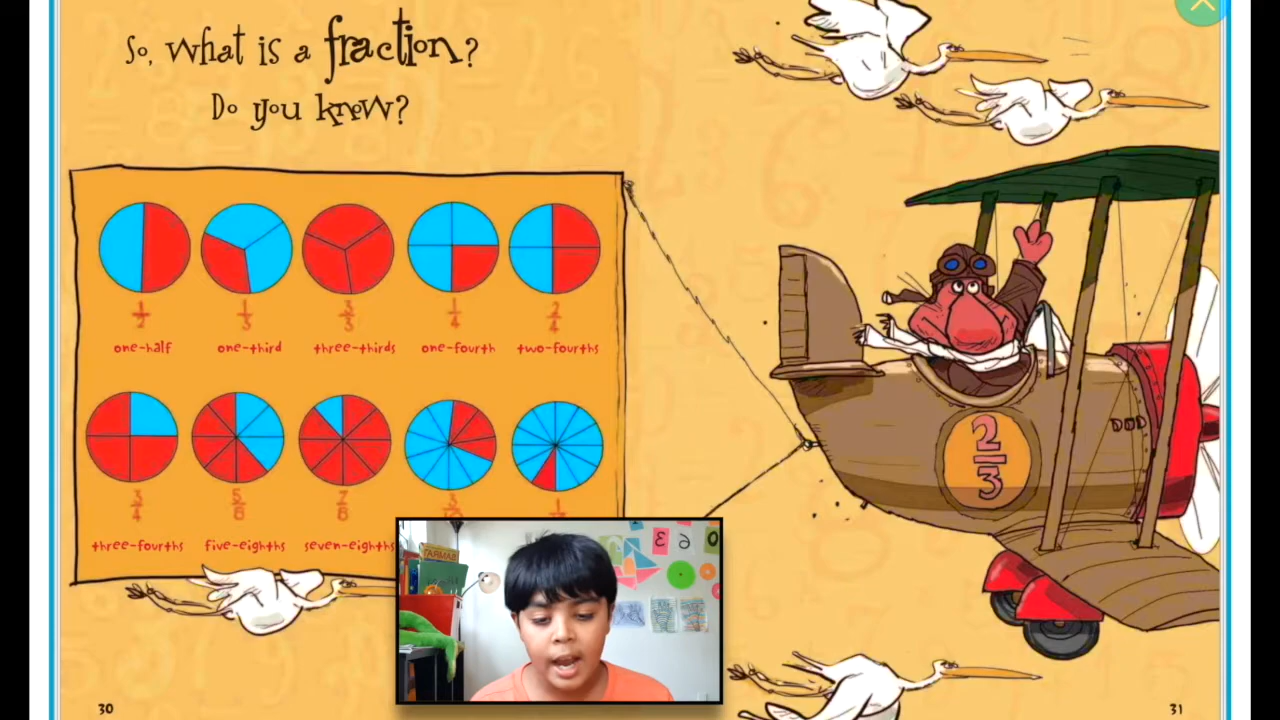 So, what is a fraction?
Do you know?
1/2 1/3 3/3 1/4 2/4
one-half one-third three-thirds one-fourth two-fourths
3/4 5/8 7/8
three-fourths five-eighths seven-eighths
2/3
30
31